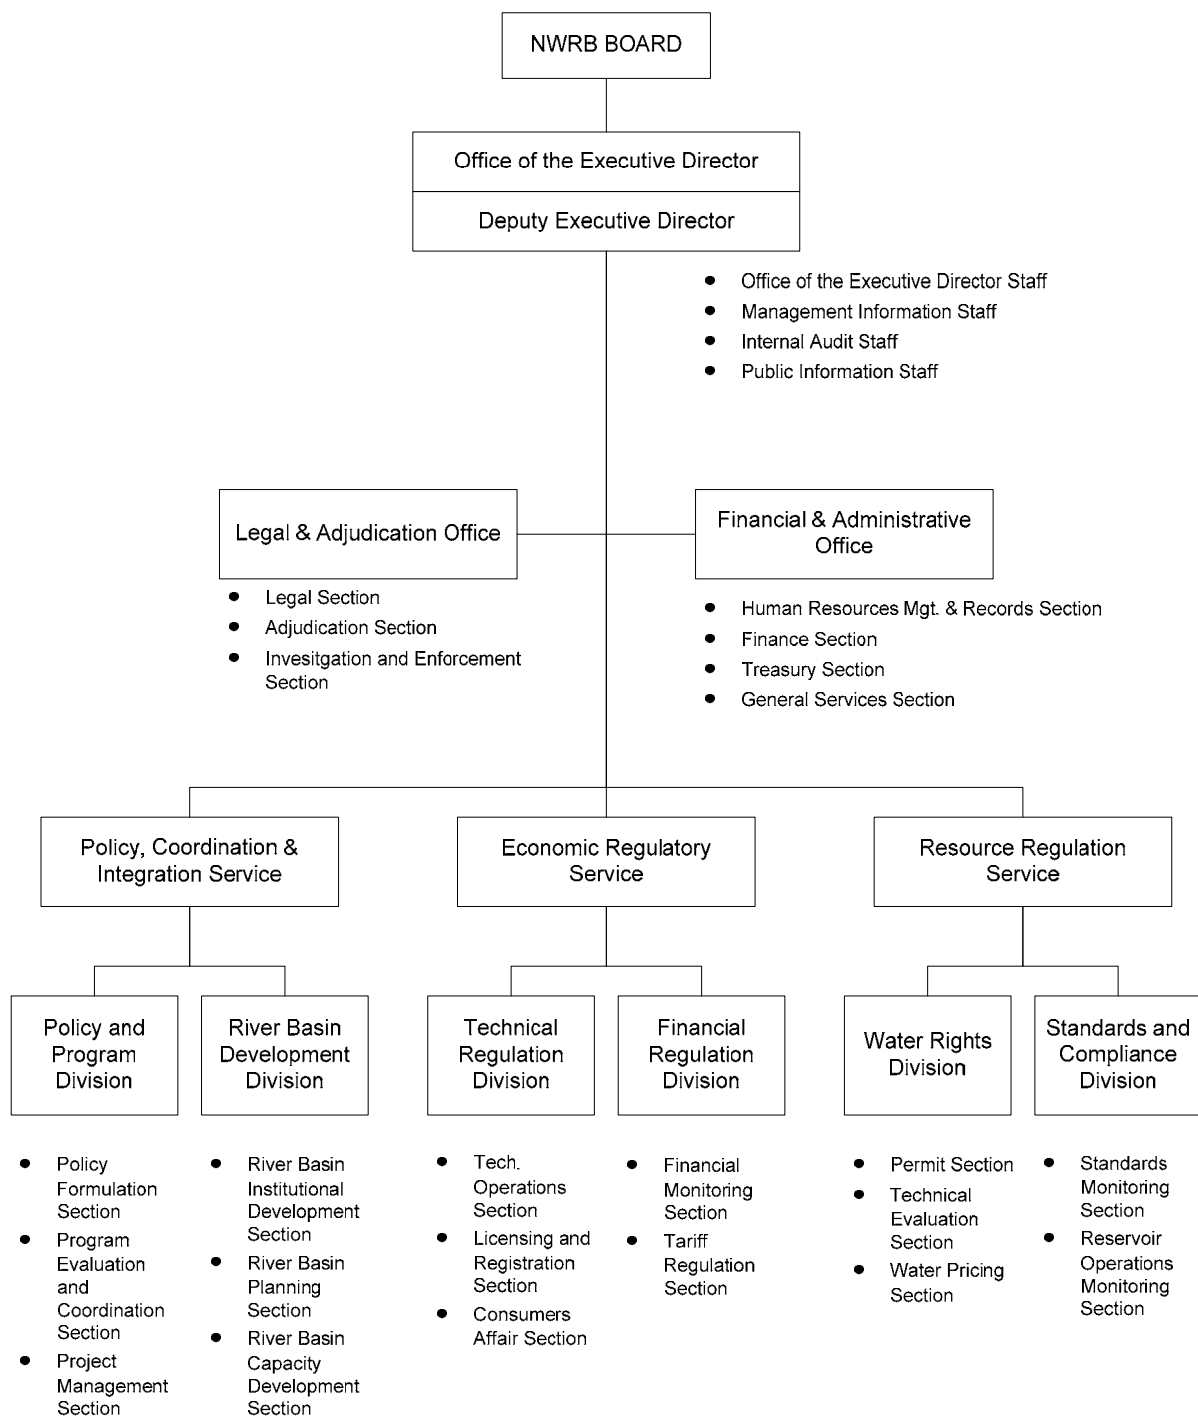 NWRB BOARD
Office of the Executive Director
Deputy Executive Director
● Office of the Executive Director Staff
● Management Information Staff
● Internal Audit Staff
● Public Information Staff
Legal & Adjudication Office
● Legal Section
● Adjudication Section
● Invesitgation and Enforcement
Section
Financial & Administrative
Office
● Human Resources Mgt. & Records Section
● Finance Section
● Treasury Section
● General Services Section
Policy, Coordination &
Integration Service
Economic Regulatory
Service
Resource Regulation
Service
Policy and
Program
Division
● Policy
Formulation
Section
● Program
Evaluation
and
Coordination
Section
● Project
Management
Section
River Basin
Development
Division
● River Basin
Institutional
Development
Section
● River Basin
Planning
Section
● River Basin
Capacity
Development
Section
Technical
Regulation
Division
● Tech.
Operations
Section
● Licensing and
Registration
Section
● Consumers
Affair Section
Financial
Regulation
Division
● Financial
Monitoring
Section
● Tariff
Regulation
Section
Water Rights
Division
● Permit Section
● Technical
Evaluation
Section
● Water Pricing
Section
Standards and
Compliance
Division
● Standards
Monitoring
Section
● Reservoir
Operations
Monitoring
Section